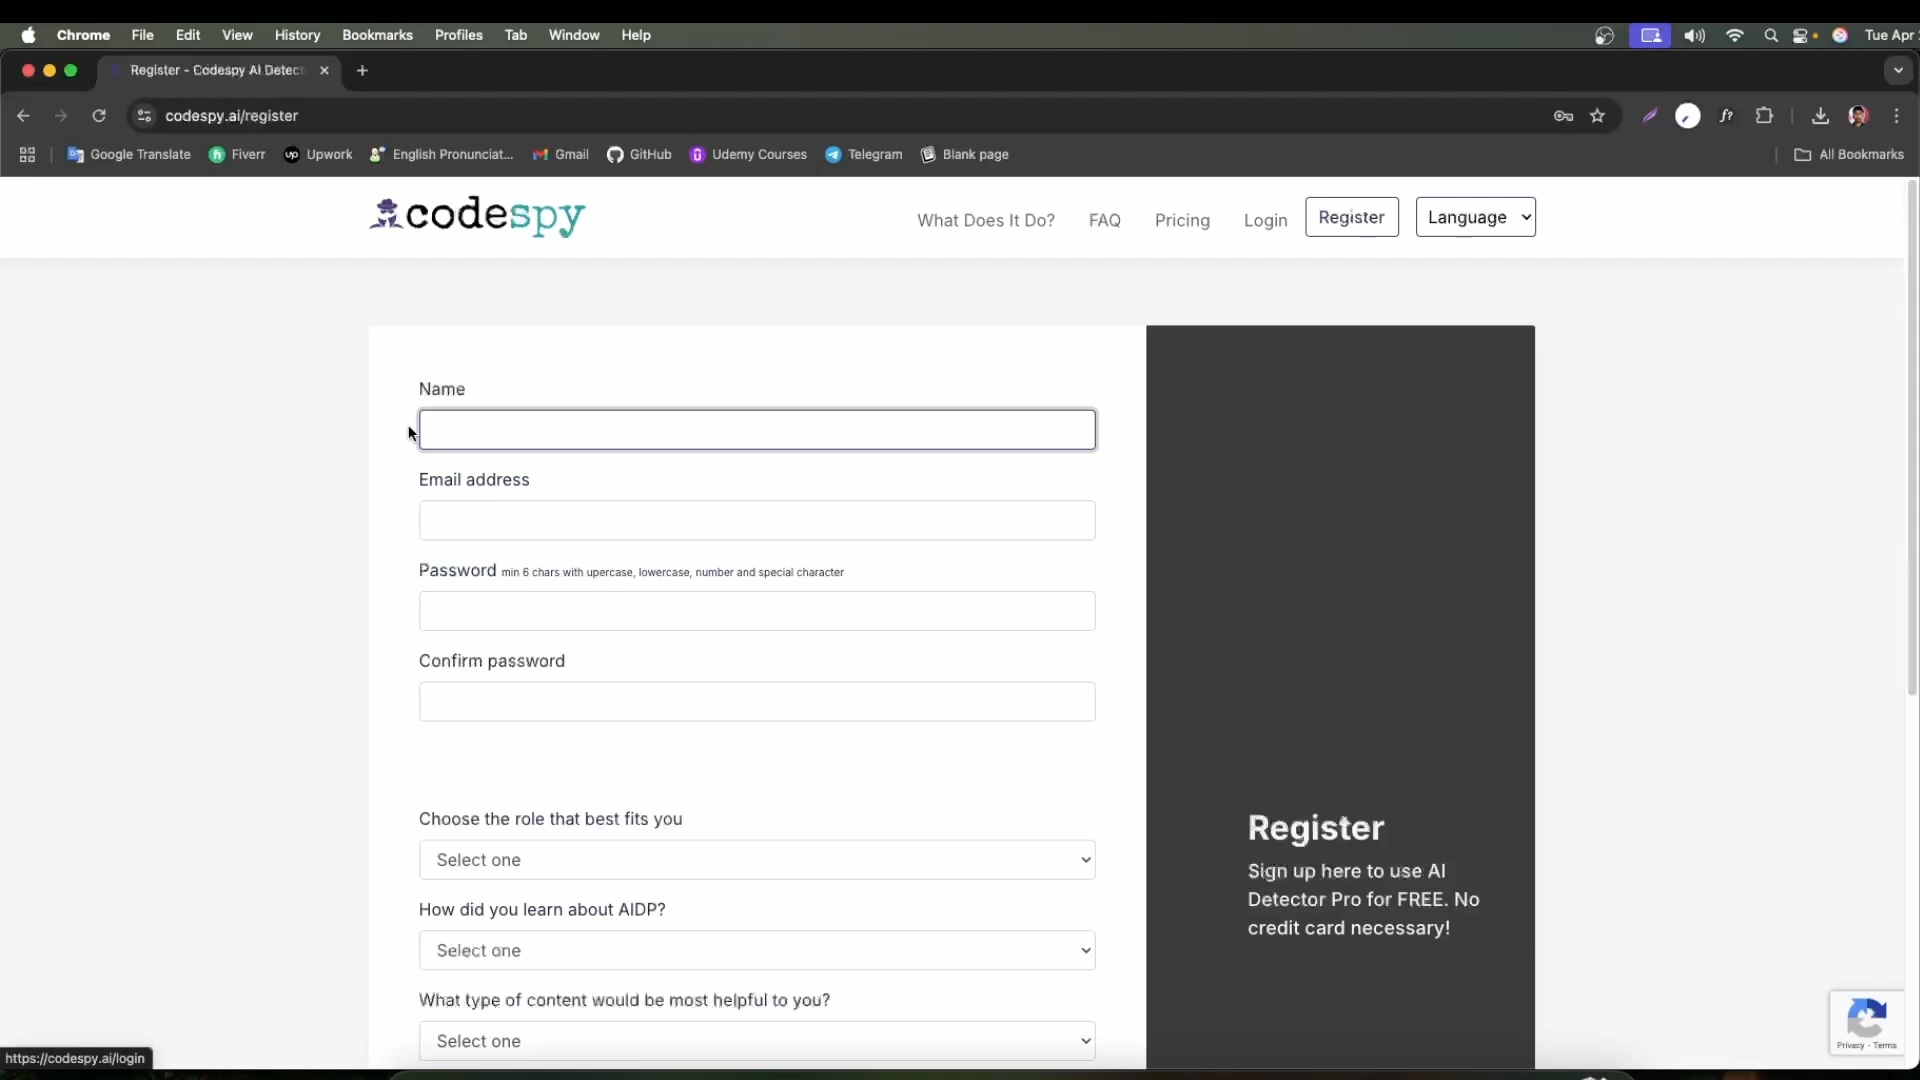 Chrome File Edit View History Bookmarks Profiles Tab Window Help Tue Apr
Register - Codespy AI Detect
codespy.ai/register f?
Google Translate Fiverr up Upwork English Pronunciat... Gmail GitHub Udemy Courses Telegram Blank page All Bookmarks
codespy What Does It Do? FAQ Pricing Login Register Language
Name
Email address
Password min 6 chars with upercase, lowercase, number and special character
Confirm password
Choose the role that best fits you
Select one
How did you learn about AIDP?
Select one
What type of content would be most helpful to you?
Select one
Register
Sign up here to use AI
Detector Pro for FREE. No
credit card necessary!
Privacy - Terms
https://codespy.ai/login